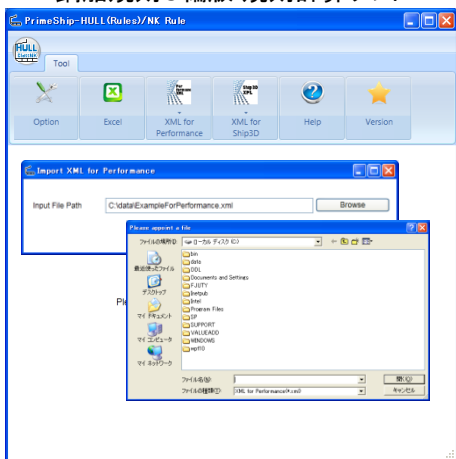 PrimeShip-HULL(Rules)/NK Rule
HULL
Tool
Option
Excel
XML for Performance
XML for Ship3D
Help
Version
Import XML for Performance
Input File Path
C:\data\ExampleForPerformance.xml
Browse
Please appoint a file
ファイルの場所(I):
ローカル ディスク (C:)
最近使ったファイル
デスクトップ
マイ ドキュメント
マイ コンピュータ
マイ ネットワーク
bin
data
DDL
Documents and Settings
FJUTY
Inetpub
Intel
Program Files
SP
SUPPORT
VALUEADD
WINDOWS
wpf10
ファイル名(N):
ファイルの種類(T):
XML for Performance(*.xml)
開く(O)
キャンセル